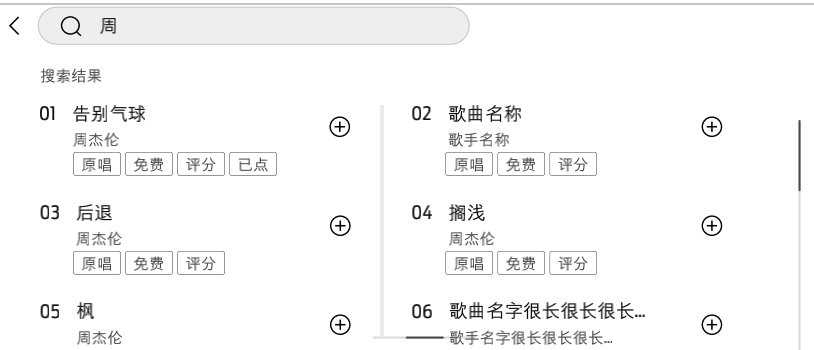 周
搜索结果
01 告别气球
周杰伦
原唱 免费 评分 已点
02 歌曲名称
歌手名称
原唱 免费 评分
03 后退
周杰伦
原唱 免费 评分
04 搁浅
周杰伦
原唱 免费 评分
05 枫
周杰伦
06 歌曲名字很长很长很长...
歌手名字很长很长很长...